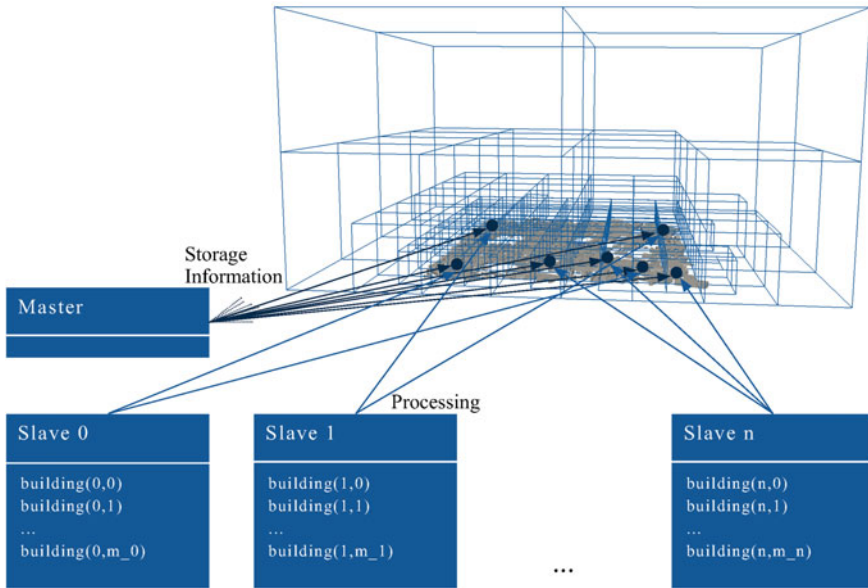 Storage
Information
Master
Processing
Slave 0
building(0,0)
building(0,1)
...
building(0,m_0)
Slave 1
building(1,0)
building(1,1)
...
building(1,m_1)
...
Slave n
building(n,0)
building(n,1)
...
building(n,m_n)